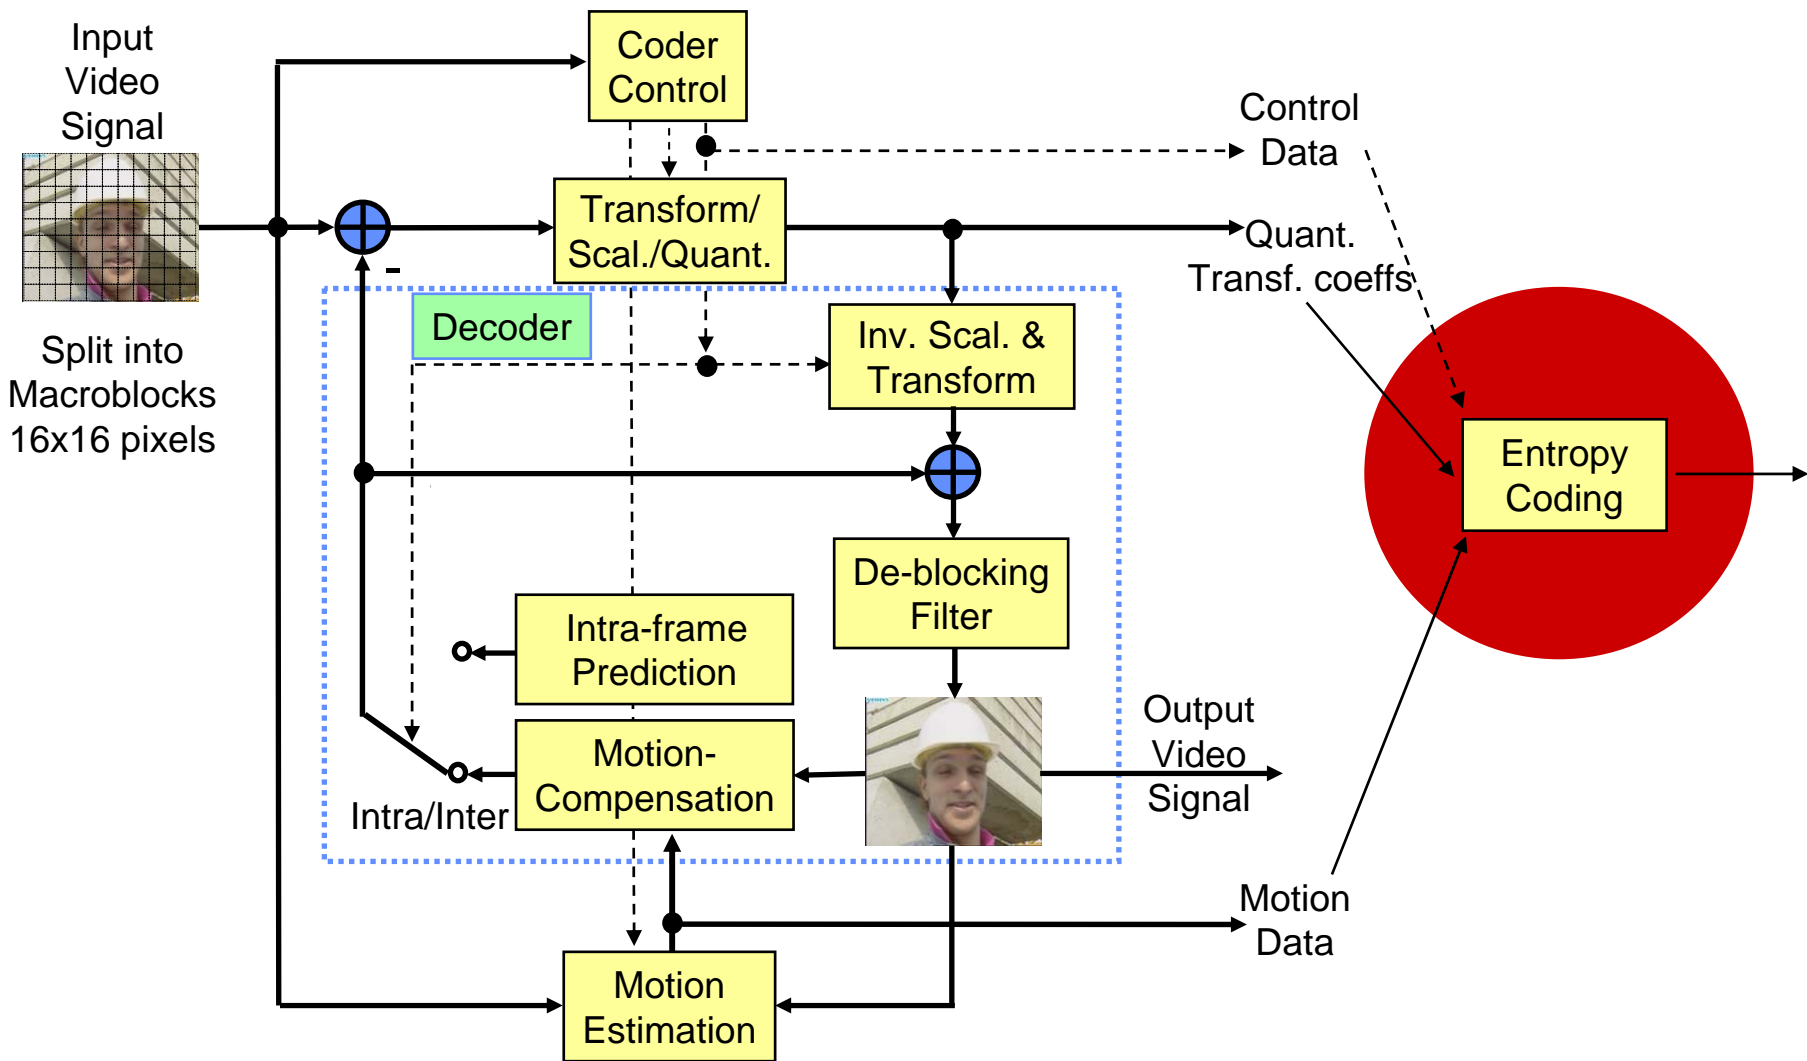 Input
Video
Signal
Split into
Macroblocks
16x16 pixels
Coder
Control
Transform/
Scal./Quant.
-
Decoder
Inv. Scal. &
Transform
De-blocking
Filter
Intra-frame
Prediction
Motion-
Compensation
Intra/Inter
Motion
Estimation
Control
Data
Quant.
Transf. coeffs
Entropy
Coding
Output
Video
Signal
Motion
Data